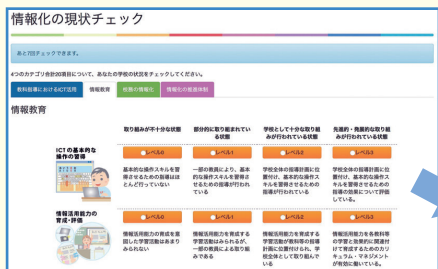 情報化の現状チェック
あと7回チェックできます。
4つのカテゴリ合計20項目について、あなたの学校の状況をチェックしてください。
教科指導におけるICT活用 情報教育 校務の情報化 情報化の推進体制
情報教育
取り組みが不十分な状態 部分的に取り組まれている状態 学校として十分な取り組みが行われている状態 先進的・発展的な取り組みが行われている状態
ICTの基本的な操作の習得
レベル0 レベル1 レベル2 レベル3
基本的な操作スキルを習得させるための指導はほとんど行っていない
一部の教員により、基本的な操作スキルを習得させるための指導が行われている
学校全体の指導計画に位置付け、基本的な操作スキルを習得させるための指導が行われている
学校全体の指導計画に位置付け、基本的な操作スキルを習得させるための指導の効果について評価している。
情報活用能力の育成・評価
レベル0 レベル1 レベル2 レベル3
情報活用能力の育成を意図した学習活動はあまりみられない
情報活用能力を育成する学習活動はみられるが、一部の教員による取り組みである
情報活用能力を育成する学習活動が教科等の指導計画に位置付けられ、学校全体として取り組んでいる
情報活用能力を各教科等の学習と効果的に関連付けて育成するためのカリキュラム・マネジメントが有効に働いている。